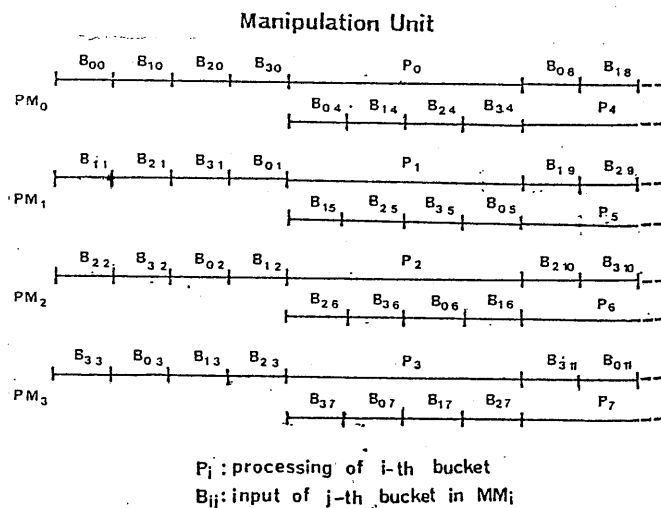 Manipulation Unit
B00 B10 B20 B30 P0 B08 B18
PM0
B04 B14 B24 B34 P4
B11 B21 B31 B01 P1 B19 B29
PM1
B15 B25 B35 B05 P5
B22 B32 B02 B12 P2 B210 B310
PM2
B26 B36 B06 B16 P6
B33 B03 B13 B23 P3 B311 B011
PM3
B37 B07 B17 B27 P7
Pi : processing of i-th bucket
Bij : input of j-th bucket in MMi